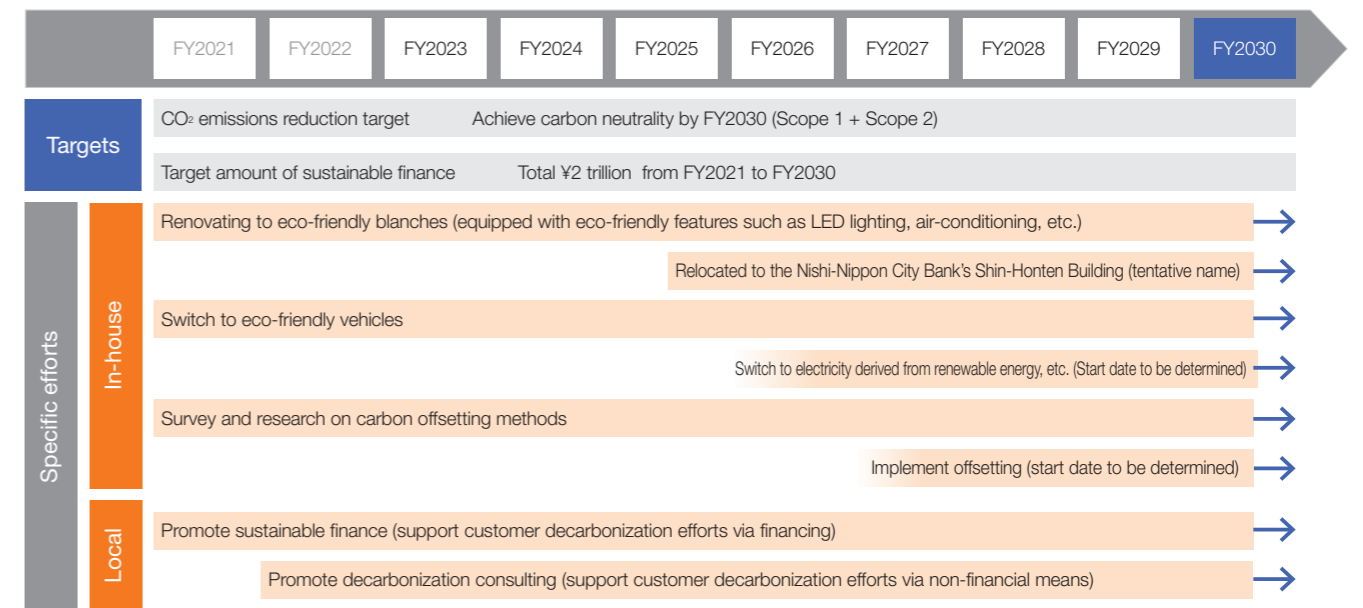 FY2021 FY2022 FY2023 FY2024 FY2025 FY2026 FY2027 FY2028 FY2029 FY2030
Targets
CO₂ emissions reduction target Achieve carbon neutrality by FY2030 (Scope 1 + Scope 2)
Target amount of sustainable finance Total ¥2 trillion from FY2021 to FY2030
Specific efforts
In-house
Renovating to eco-friendly blanches (equipped with eco-friendly features such as LED lighting, air-conditioning, etc.)
Relocated to the Nishi-Nippon City Bank's Shin-Honten Building (tentative name)
Switch to eco-friendly vehicles
Switch to electricity derived from renewable energy, etc. (Start date to be determined)
Survey and research on carbon offsetting methods
Implement offsetting (start date to be determined)
Local
Promote sustainable finance (support customer decarbonization efforts via financing)
Promote decarbonization consulting (support customer decarbonization efforts via non-financial means)